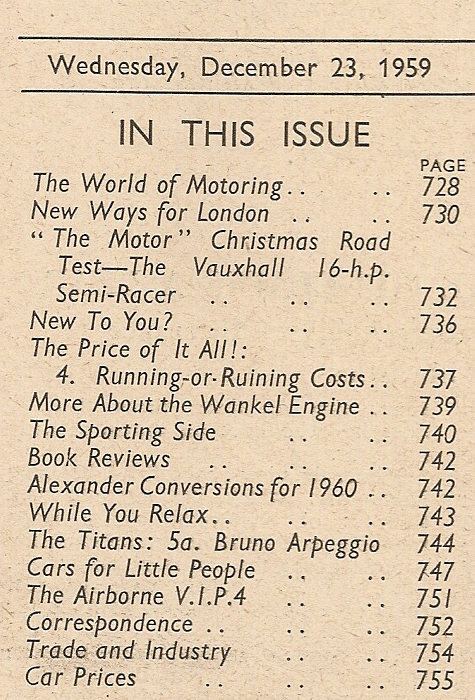 Wednesday, December 23, 1959
IN THIS ISSUE
PAGE
The World of Motoring.. .. 728
New Ways for London .. .. 730
“The Motor” Christmas Road
Test—The Vauxhall 16-h.p.
Semi-Racer .. .. .. 732
New To You? .. .. .. 736
The Price of It All!:
4. Running-or-Ruining Costs.. 737
More About the Wankel Engine .. 739
The Sporting Side .. .. 740
Book Reviews .. .. .. 742
Alexander Conversions for 1960 .. 742
While You Relax.. .. .. 743
The Titans: 5a. Bruno Arpeggio 744
Cars for Little People .. .. 747
The Airborne V.I.P.4 .. .. 751
Correspondence .. .. .. 752
Trade and Industry .. .. 754
Car Prices .. .. .. 755